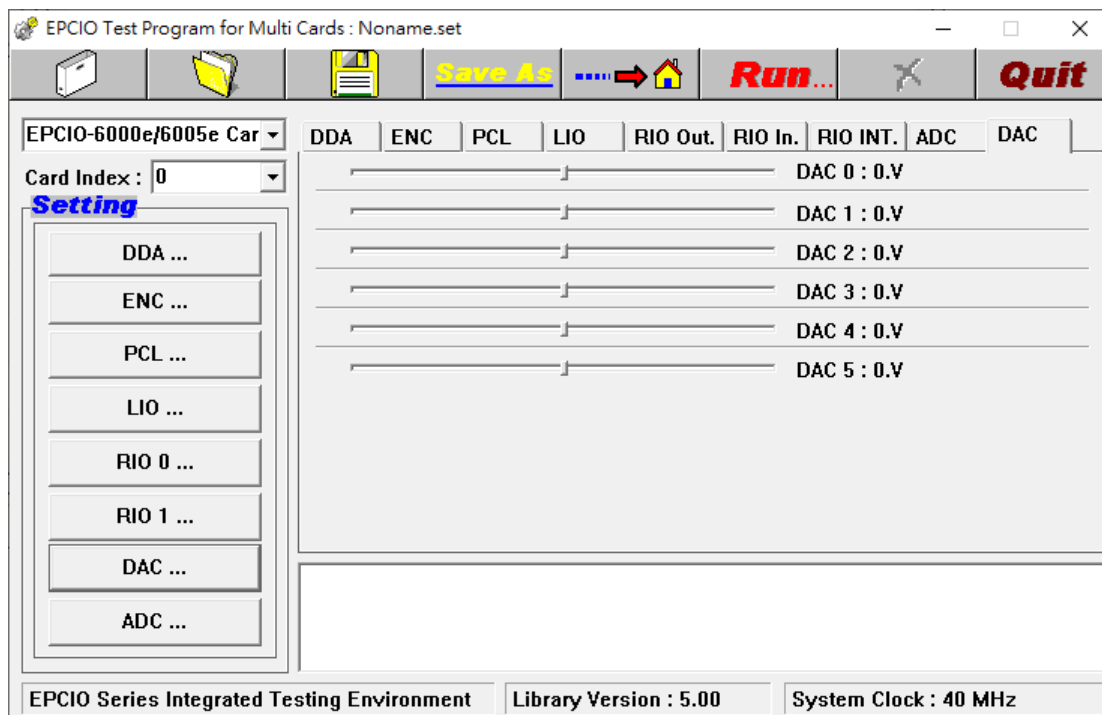 EPCIO Test Program for Multi Cards : Noname.set
Save As Run... Quit
EPCIO-6000e/6005e Car
Card Index : 0
Setting
DDA ...
ENC ...
PCL ...
LIO ...
RIO 0 ...
RIO 1 ...
DAC ...
ADC ...
DDA ENC PCL LIO RIO Out. RIO In. RIO INT. ADC DAC
DAC 0 : 0.V
DAC 1 : 0.V
DAC 2 : 0.V
DAC 3 : 0.V
DAC 4 : 0.V
DAC 5 : 0.V
EPCIO Series Integrated Testing Environment Library Version : 5.00 System Clock : 40 MHz